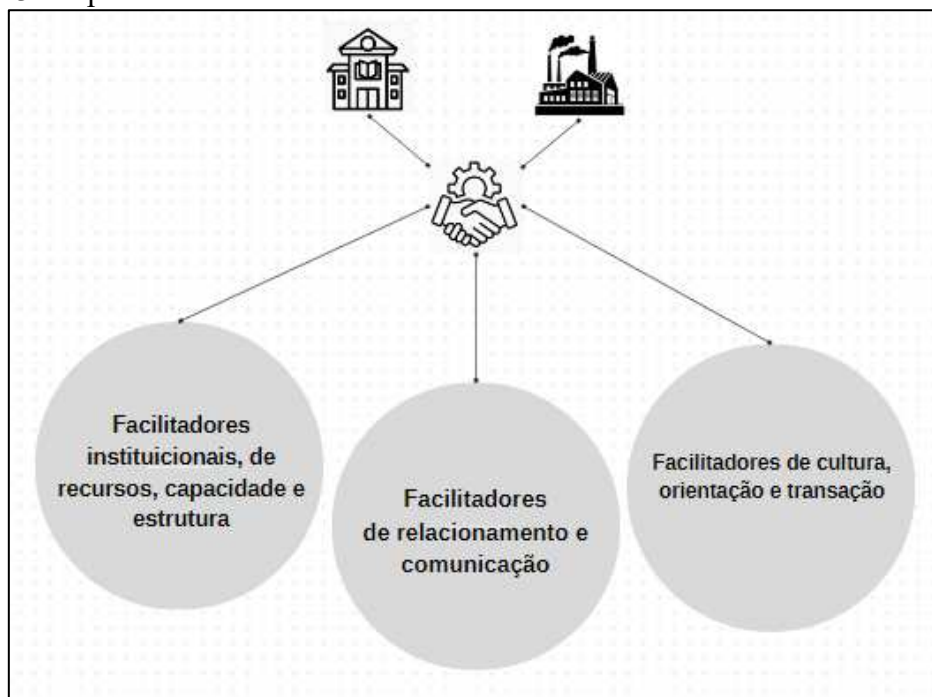 Facilitadores
instituicionais, de
recursos, capacidade e
estrutura
Facilitadores
de relacionamento e
comunicação
Facilitadores de cultura,
orientação e transação